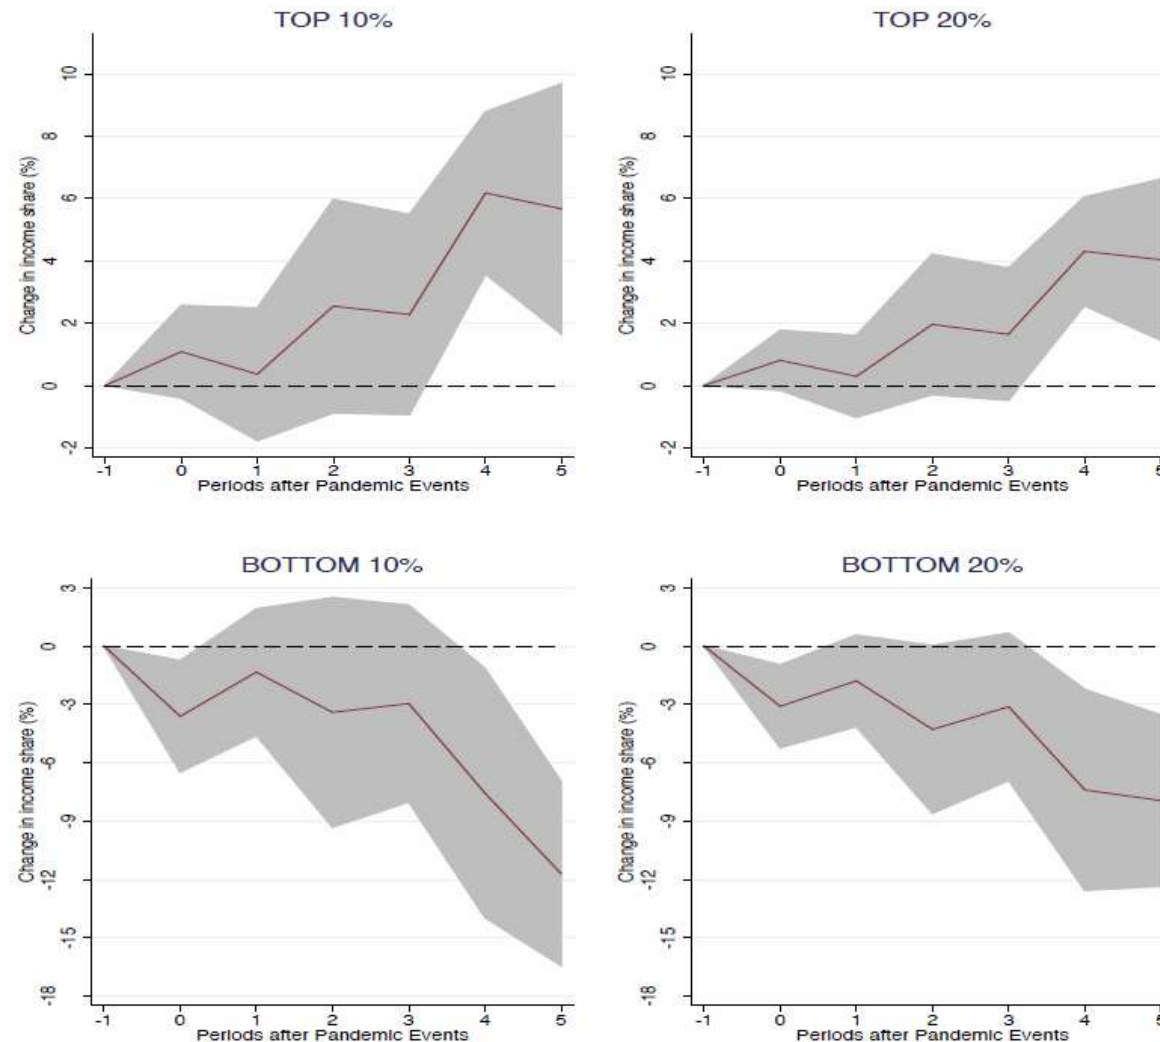 TOP 10%
Change in income share (%)
10
8
6
4
2
0
-2
-1 0 1 2 3 4 5
Periods after Pandemic Events
TOP 20%
Change in income share (%)
10
8
6
4
2
0
-2
-1 0 1 2 3 4 5
Periods after Pandemic Events
BOTTOM 10%
Change in income share (%)
3
0
-3
-6
-9
-12
-15
-18
-1 0 1 2 3 4 5
Periods after Pandemic Events
BOTTOM 20%
Change in income share (%)
3
0
-3
-6
-9
-12
-15
-18
-1 0 1 2 3 4 5
Periods after Pandemic Events